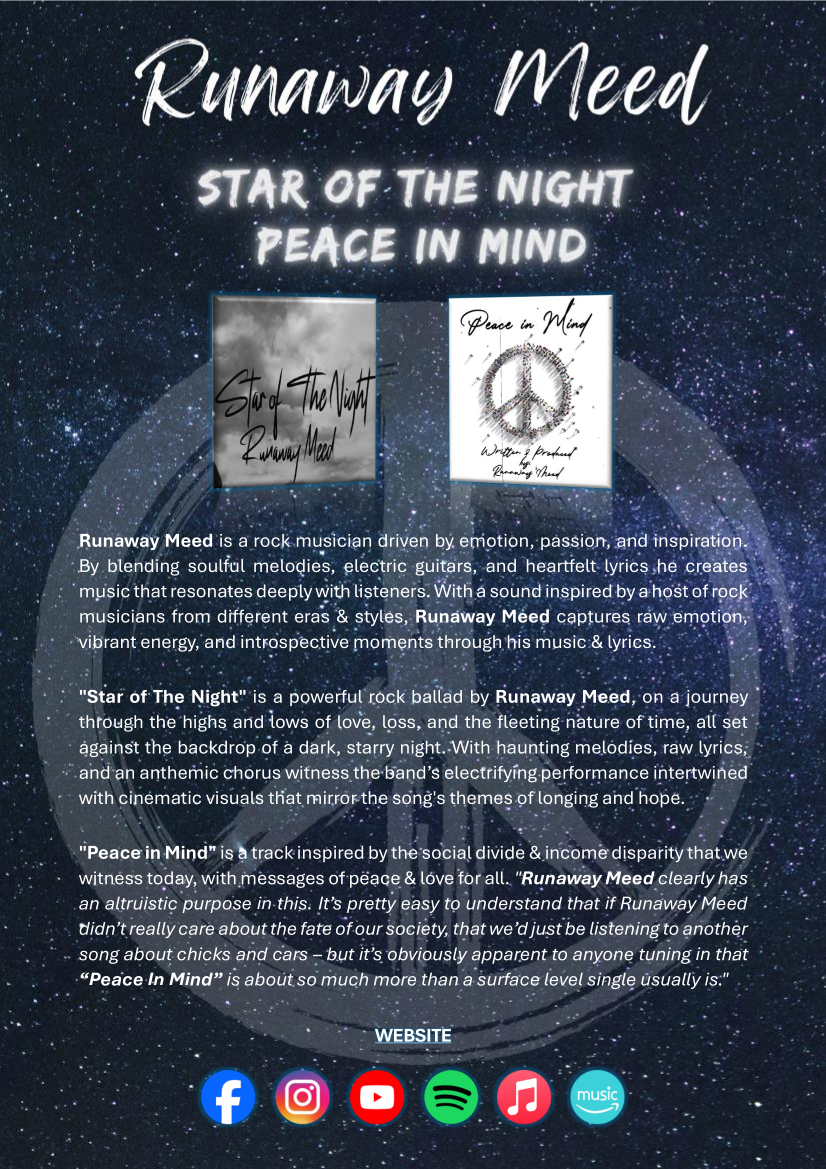 Runaway Meed
STAR OF THE NIGHT
PEACE IN MIND
Star of The Night
Runaway Meed
Peace in Mind
Written & Produced
by:
Runaway Meed
Runaway Meed is a rock musician driven by emotion, passion, and inspiration.
By blending soulful melodies, electric guitars, and heartfelt lyrics he creates
music that resonates deeply with listeners. With a sound inspired by a host of rock
musicians from different eras & styles, Runaway Meed captures raw emotion,
vibrant energy, and introspective moments through his music & lyrics.
"Star of The Night" is a powerful rock ballad by Runaway Meed, on a journey
through the highs and lows of love, loss, and the fleeting nature of time, all set
against the backdrop of a dark, starry night. With haunting melodies, raw lyrics,
and an anthemic chorus witness the band’s electrifying performance intertwined
with cinematic visuals that mirror the song's themes of longing and hope.
"Peace in Mind" is a track inspired by the social divide & income disparity that we
witness today, with messages of peace & love for all. "Runaway Meed clearly has
an altruistic purpose in this. It’s pretty easy to understand that if Runaway Meed
didn’t really care about the fate of our society, that we’d just be listening to another
song about chicks and cars – but it’s obviously apparent to anyone tuning in that
“Peace In Mind” is about so much more than a surface level single usually is."
WEBSITE
music